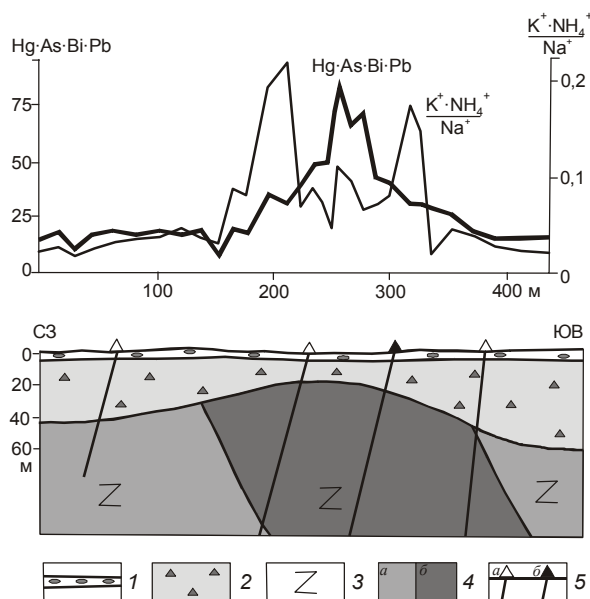 Hg·As·Bi·Pb
K⁺·NH₄⁺
Na⁺
Hg·As·Bi·Pb
K⁺·NH₄⁺
Na⁺
0,2
75
50
0,1
25
0
0
100
200
300
400 м
СЗ
ЮВ
0
20
40
60
м
Z
Z
Z
1
2
Z
3
а
б
4
а
б
5